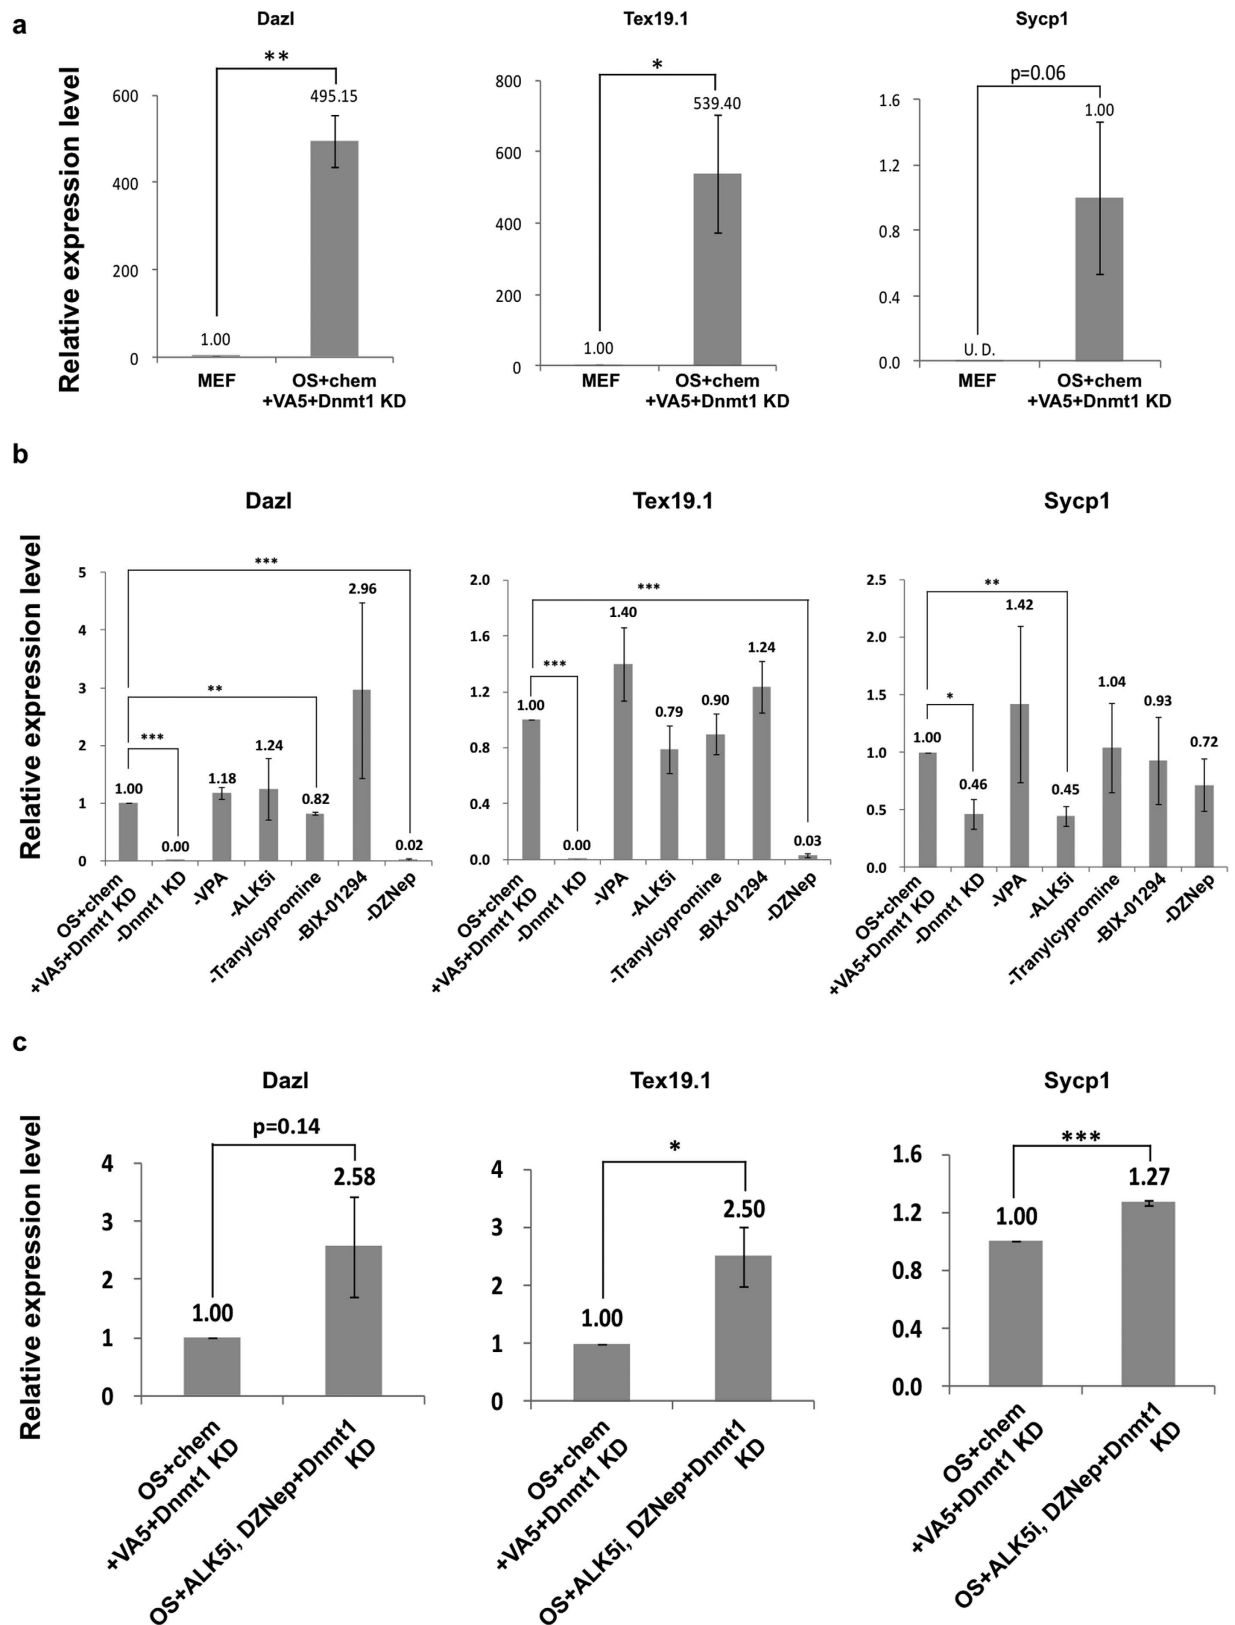 a
Dazl
Tex19.1
Sycp1
Relative expression level
**
495.15
600
400
200
0
1.00
MEF
OS+chem
+VA5+Dnmt1 KD
*
539.40
800
600
400
200
0
1.00
MEF
OS+chem
+VA5+Dnmt1 KD
p=0.06
1.00
1.6
1.2
0.8
0.4
0.0
U. D.
MEF
OS+chem
+VA5+Dnmt1 KD
b
Dazl
Tex19.1
Sycp1
Relative expression level
5
4
3
2
1
0
***
**
***
1.00
0.00
1.18
1.24
0.82
2.96
0.02
OS+chem
+VA5+Dnmt1 KD
-Dnmt1 KD
-VPA
-ALK5i
-Tranylcypromine
-BIX-01294
-DZNep
2.0
1.6
1.2
0.8
0.4
0.0
***
***
1.00
0.00
1.40
0.79
0.90
1.24
0.03
OS+chem
+VA5+Dnmt1 KD
-Dnmt1 KD
-VPA
-ALK5i
-Tranylcypromine
-BIX-01294
-DZNep
2.5
2.0
1.5
1.0
0.5
0.0
**
*
1.00
0.46
1.42
0.45
1.04
0.93
0.72
OS+chem
+VA5+Dnmt1 KD
-Dnmt1 KD
-VPA
-ALK5i
-Tranylcypromine
-BIX-01294
-DZNep
c
Dazl
Tex19.1
Sycp1
Relative expression level
p=0.14
4
3
2
1
0
1.00
2.58
OS+chem
+VA5+Dnmt1 KD
OS+ALK5i, DZNep+Dnmt1
KD
*
4
3
2
1
0
1.00
2.50
OS+chem
+VA5+Dnmt1 KD
OS+ALK5i, DZNep+Dnmt1
KD
***
1.6
1.2
0.8
0.4
0.0
1.00
1.27
OS+chem
+VA5+Dnmt1 KD
OS+ALK5i, DZNep+Dnmt1
KD